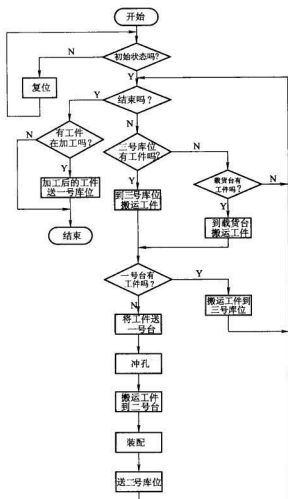 开始
初始状态吗?
N
Y
复位
结束吗?
Y
N
有工件
在加工吗?
N
Y
三号库位
有工件吗?
N
Y
加工后的工件
送一号库位
载货台有
工件吗?
N
Y
到三号库位
搬运工件
到载货台
搬运工件
结束
一号台有
工件吗?
Y
N
将工件送
一号台
搬运工件到
三号库位
冲孔
搬运工件
到二号台
装配
送二号库位